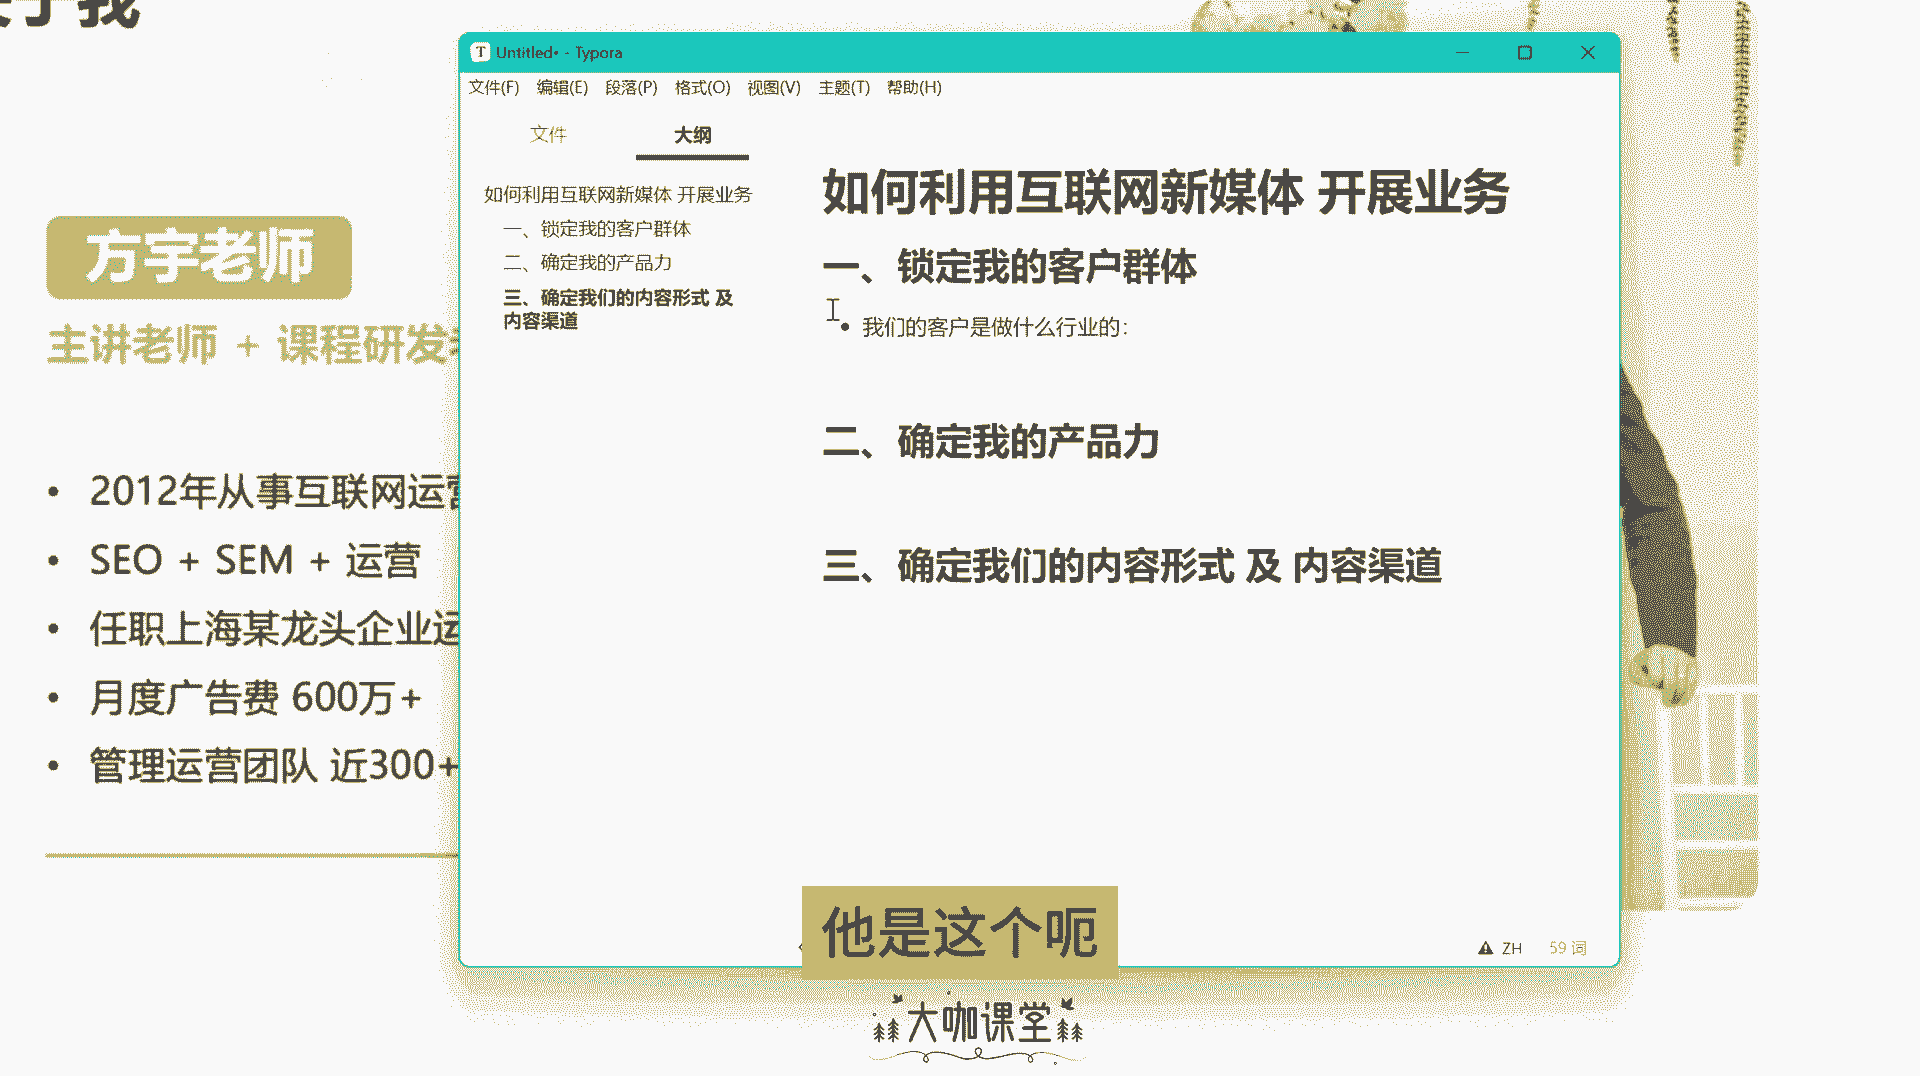 关于我
方宇老师
主讲老师 + 课程研发
2012年从事互联网运营
SEO + SEM + 运营
任职上海某龙头企业运
月度广告费 600万+
管理运营团队 近300+
Untitled• - Typora
文件(F) 编辑(E) 段落(P) 格式(O) 视图(V) 主题(T) 帮助(H)
文件 大纲
如何利用互联网新媒体 开展业务
一、锁定我的客户群体
二、确定我的产品力
三、确定我们的内容形式 及
内容渠道
如何利用互联网新媒体 开展业务
一、锁定我的客户群体
我们的客户是做什么行业的：
二、确定我的产品力
三、确定我们的内容形式 及 内容渠道
ZH 59 词
他是这个呃
大咖课堂